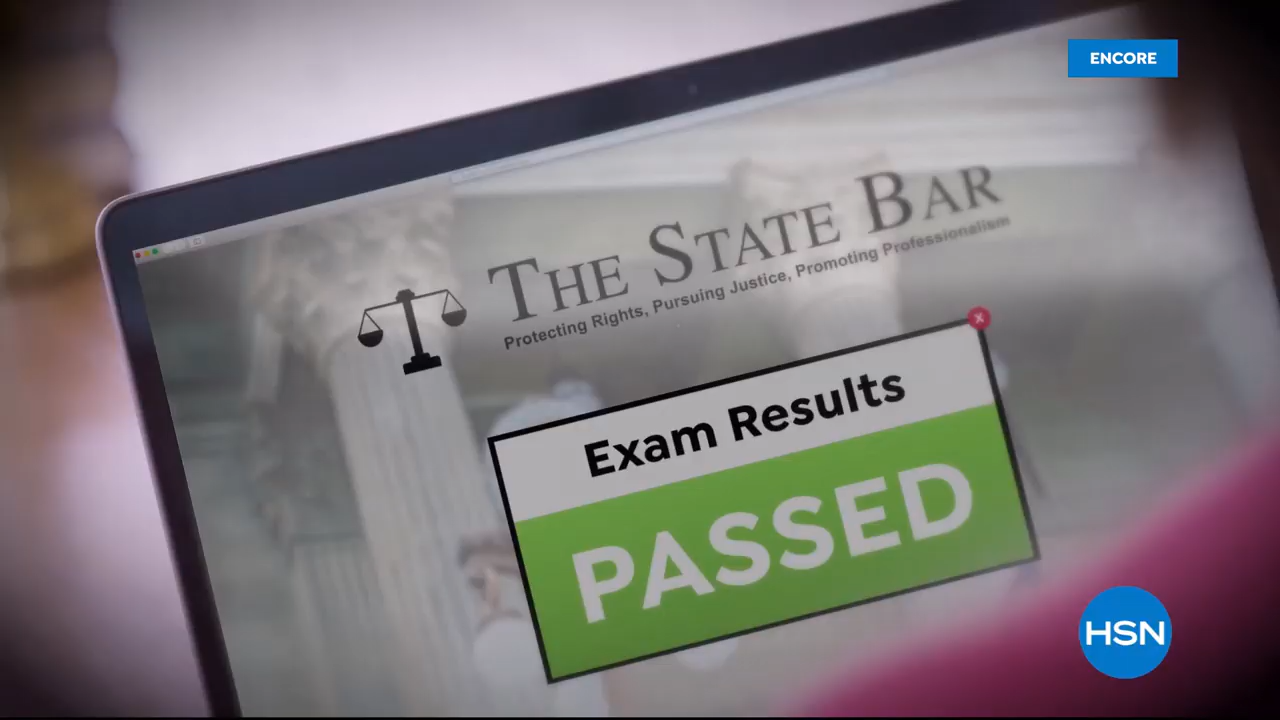 ENCORE
THE STATE BAR
Protecting Rights, Pursuing Justice, Promoting Professionalism
x
Exam Results
PASSED
HSN